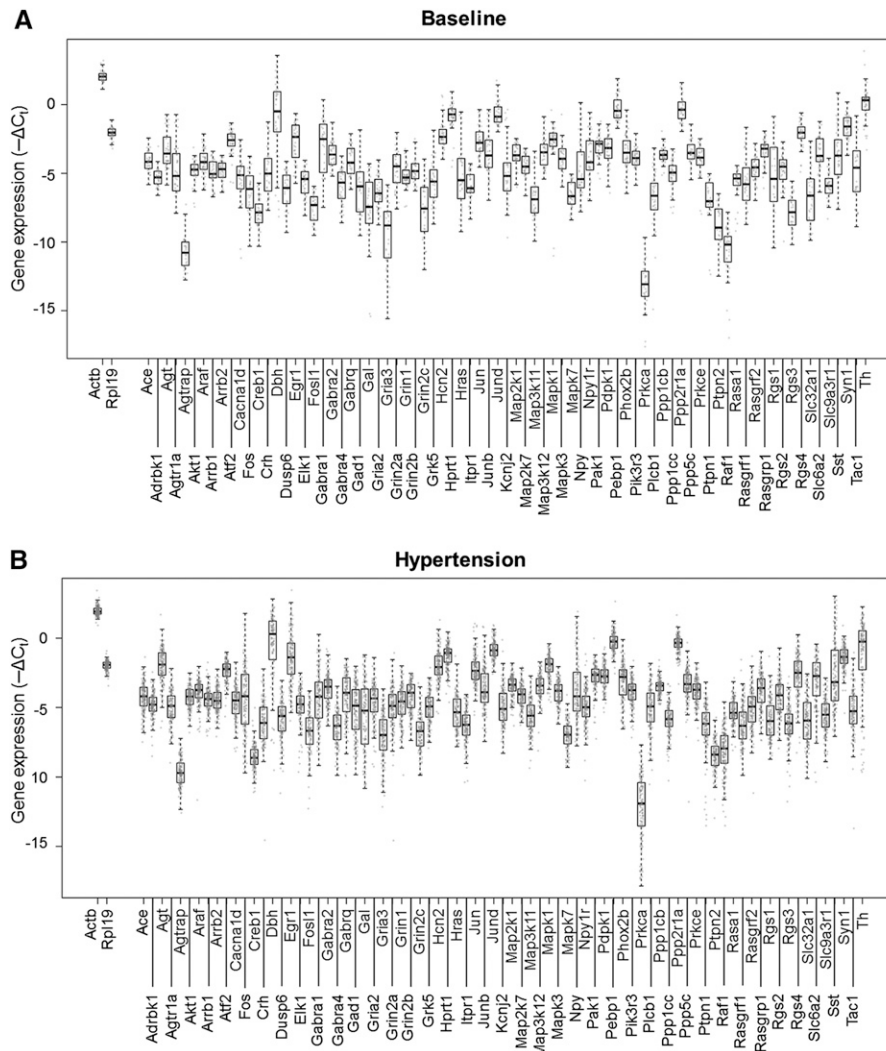 A
Baseline
Gene expression (−ΔCt)
0
-5
-10
-15
Actb
Rpl19
Ace
Adrbk1
Agt
Agtr1a
Agtrap
Akt1
Araf
Arrb1
Arrb2
Atf2
Cacna1d
Fos
Creb1
Crh
Dbh
Dusp6
Egr1
Elk1
Fosl1
Gabra1
Gabra2
Gabra4
Gabrq
Gad1
Gal
Gria2
Gria3
Grin2a
Grin1
Grin2b
Grin2c
Grk5
Hcn2
Hprt1
Hras
Itpr1
Jun
Junb
Jund
Kcnj2
Map2k1
Map2k7
Map3k11
Map3k12
Mapk1
Mapk3
Mapk7
Npy
Npy1r
Pak1
Pdpk1
Pebp1
Phox2b
Pik3r3
Prkca
Plcb1
Ppp1cb
Ppp1cc
Ppp2r1a
Ppp5c
Prkce
Ptpn1
Ptpn2
Raf1
Rasa1
Rasgrf1
Rasgrf2
Rasgrp1
Rgs1
Rgs2
Rgs3
Rgs4
Slc32a1
Slc6a2
Slc9a3r1
Sst
Syn1
Tac1
Th
B
Hypertension
Gene expression (−ΔCt)
0
-5
-10
-15
Actb
Rpl19
Ace
Adrbk1
Agt
Agtr1a
Agtrap
Akt1
Araf
Arrb1
Arrb2
Atf2
Cacna1d
Fos
Creb1
Crh
Dbh
Dusp6
Egr1
Elk1
Fosl1
Gabra1
Gabra2
Gabra4
Gabrq
Gad1
Gal
Gria2
Gria3
Grin2a
Grin1
Grin2b
Grin2c
Grk5
Hcn2
Hprt1
Hras
Itpr1
Jun
Junb
Jund
Kcnj2
Map2k1
Map2k7
Map3k11
Map3k12
Mapk1
Mapk3
Mapk7
Npy
Npy1r
Pak1
Pdpk1
Pebp1
Phox2b
Pik3r3
Prkca
Plcb1
Ppp1cb
Ppp1cc
Ppp2r1a
Ppp5c
Prkce
Ptpn1
Ptpn2
Raf1
Rasa1
Rasgrf1
Rasgrf2
Rasgrp1
Rgs1
Rgs2
Rgs3
Rgs4
Slc32a1
Slc6a2
Slc9a3r1
Sst
Syn1
Tac1
Th